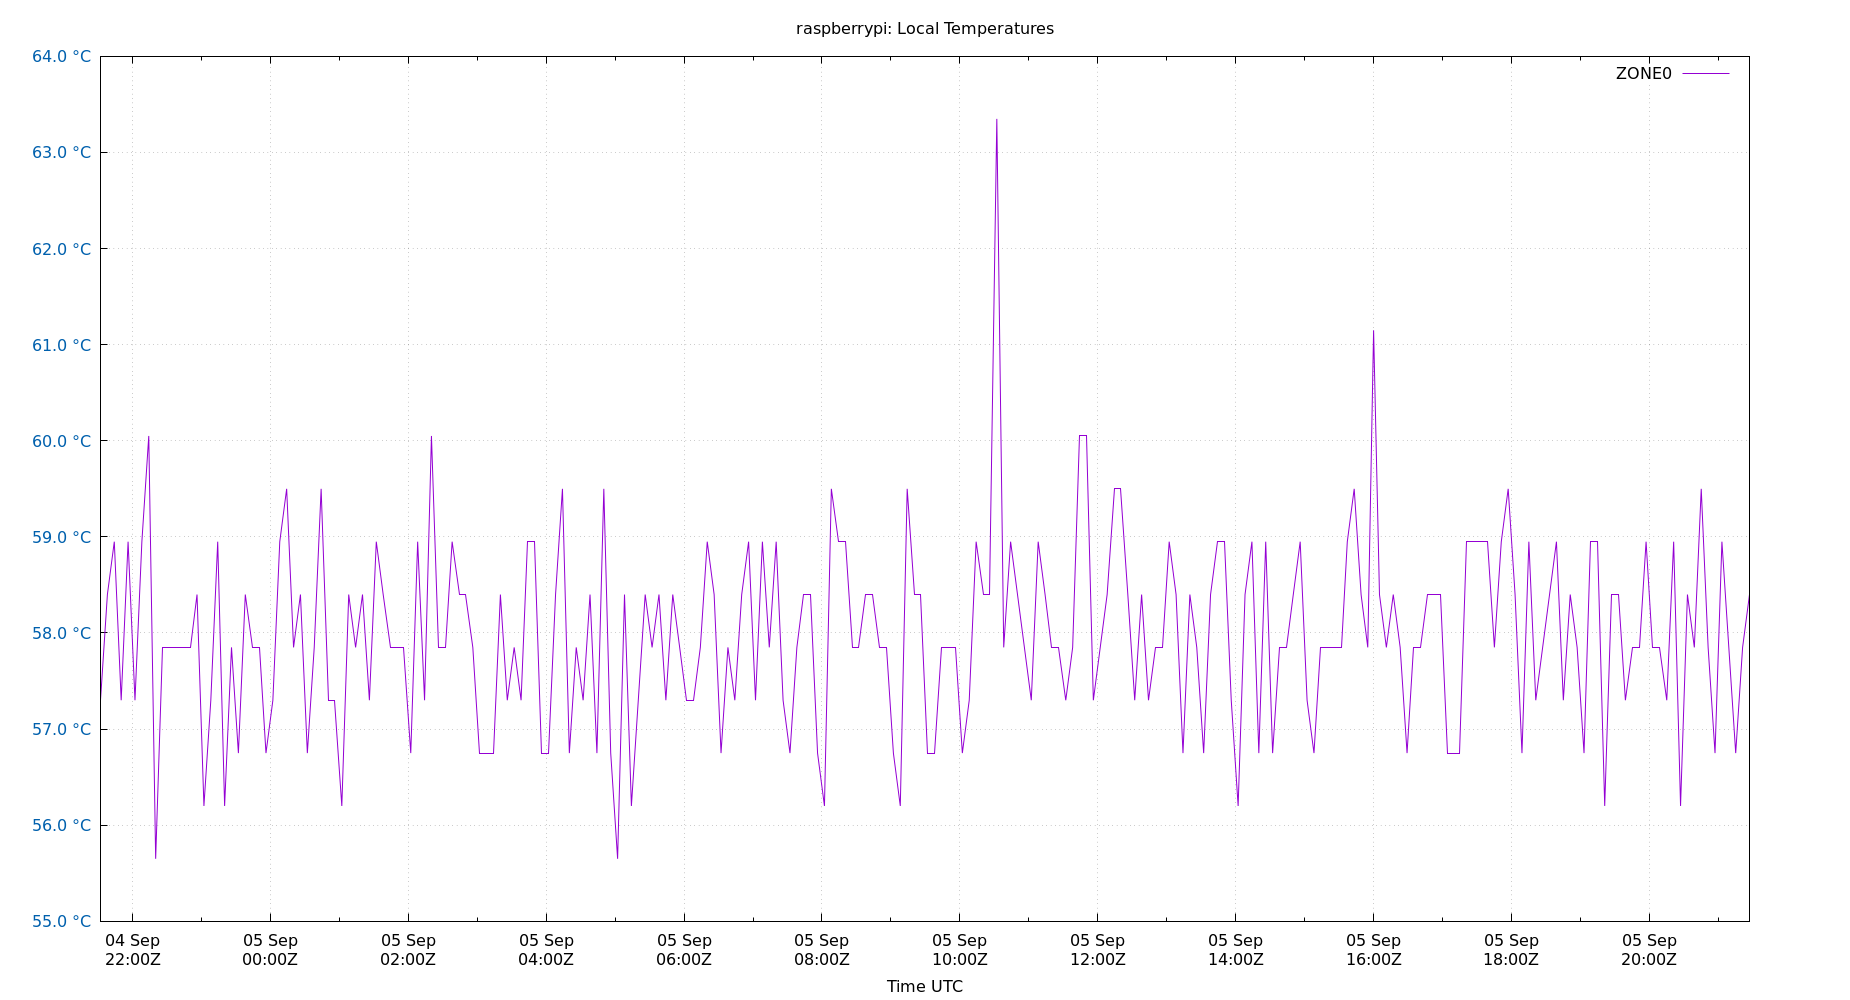 raspberrypi: Local Temperatures
64.0 °C
ZONE0
63.0 °C
62.0 °C
61.0 °C
60.0 °C
59.0 °C
58.0 °C
57.0 °C
56.0 °C
55.0 °C
04 Sep 05 Sep 05 Sep 05 Sep 05 Sep 05 Sep 05 Sep 05 Sep 05 Sep 05 Sep 05 Sep 05 Sep
22:00Z 00:00Z 02:00Z 04:00Z 06:00Z 08:00Z 10:00Z 12:00Z 14:00Z 16:00Z 18:00Z 20:00Z
Time UTC